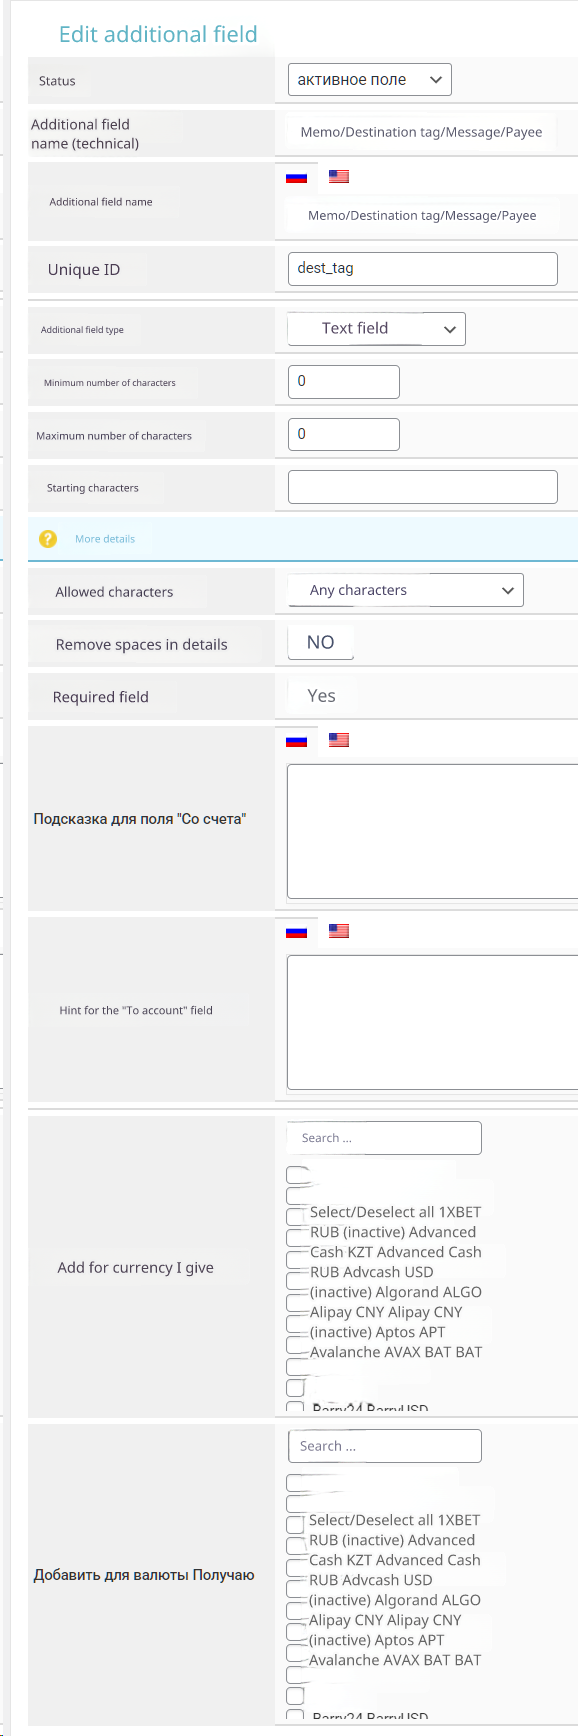 Edit additional field
Status
активное поле
Additional field
name (technical)
Memo/Destination tag/Message/Payee
Additional field name
Memo/Destination tag/Message/Payee
Unique ID
dest_tag
Additional field type
Text field
Minimum number of characters
0
Maximum number of characters
0
Starting characters
? More details
Allowed characters
Any characters
Remove spaces in details
NO
Required field
Yes
Подсказка для поля "Со счета"
Hint for the "To account" field
Add for currency I give
Search ...
Select/Deselect all 1XBET
RUB (inactive) Advanced
Cash KZT Advanced Cash
RUB Advcash USD
(inactive) Algorand ALGO
Alipay CNY Alipay CNY
(inactive) Aptos APT
Avalanche AVAX BAT BAT
Добавить для валюты Получаю
Search ...
Select/Deselect all 1XBET
RUB (inactive) Advanced
Cash KZT Advanced Cash
RUB Advcash USD
(inactive) Algorand ALGO
Alipay CNY Alipay CNY
(inactive) Aptos APT
Avalanche AVAX BAT BAT